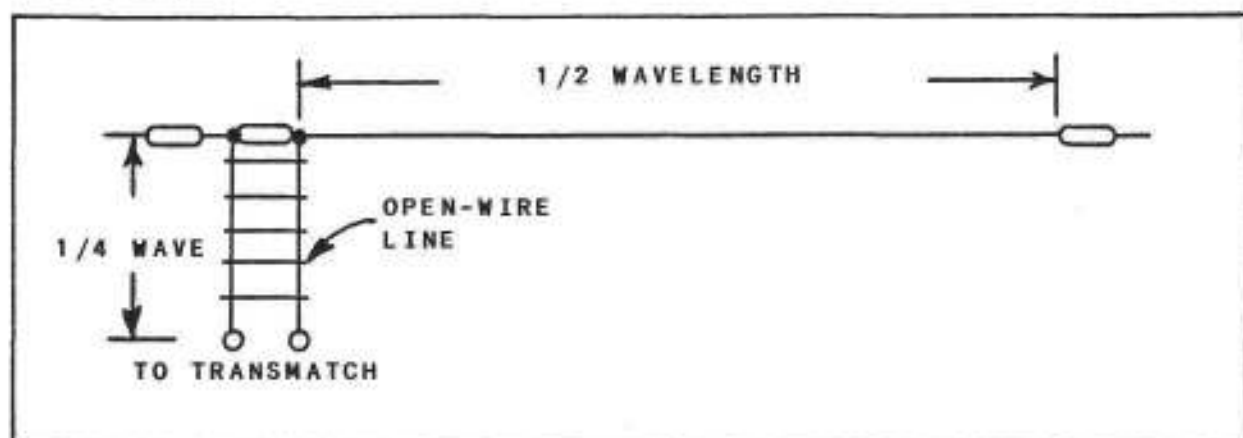 1/2 WAVELENGTH
OPEN-WIRE
LINE
1/4 WAVE
TO TRANSMATCH